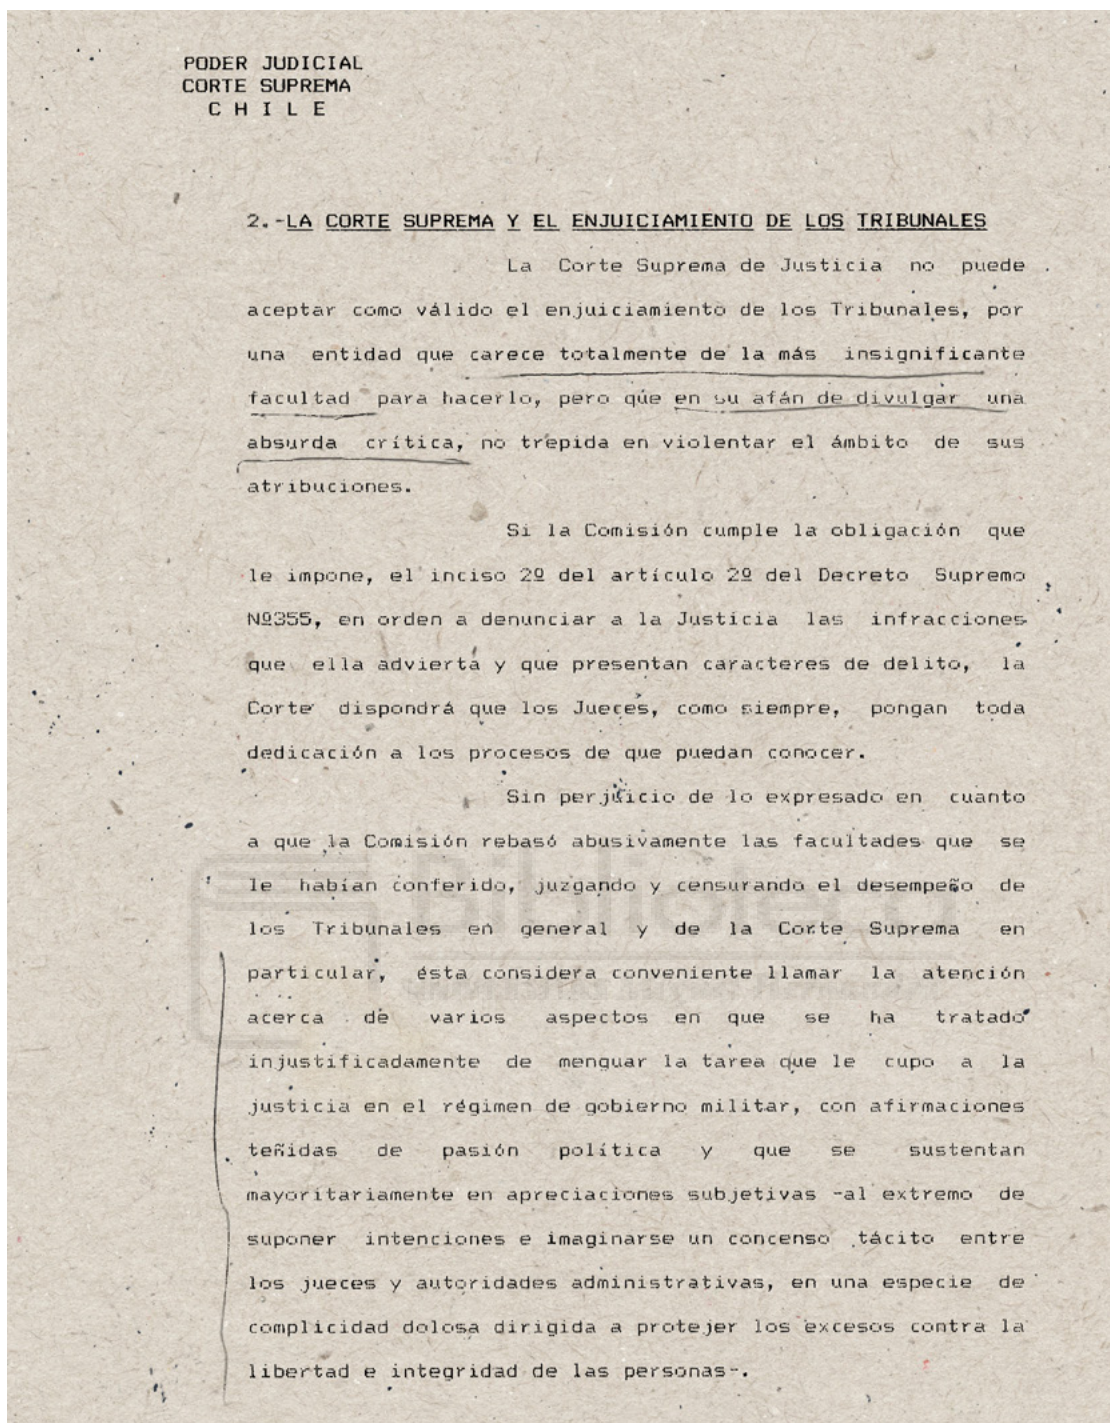 PODER JUDICIAL
CORTE SUPREMA
C H I L E
2.-LA CORTE SUPREMA Y EL ENJUICIAMIENTO DE LOS TRIBUNALES
La Corte Suprema de Justicia no puede
aceptar como válido el enjuiciamiento de los Tribunales, por
una entidad que carece totalmente de la más insignificante
facultad para hacerlo, pero que en su afán de divulgar una
absurda crítica, no trepida en violentar el ámbito de sus
atribuciones.
Si la Comisión cumple la obligación que
le impone, el inciso 2º del artículo 2º del Decreto Supremo
Nº355, en orden a denunciar a la Justicia las infracciones
que ella advierta y que presentan caracteres de delito, la
Corte dispondrá que los Jueces, como siempre, pongan toda
dedicación a los procesos de que puedan conocer.
Sin perjuicio de lo expresado en cuanto
a que la Comisión rebasó abusivamente las facultades que se
le habían conferido, juzgando y censurando el desempeño de
los Tribunales en general y de la Corte Suprema en
particular, ésta considera conveniente llamar la atención
acerca de varios aspectos en que se ha tratado
injustificadamente de menguar la tarea que le cupo a la
justicia en el régimen de gobierno militar, con afirmaciones
teñidas de pasión política y que se sustentan
mayoritariamente en apreciaciones subjetivas -al extremo de
suponer intenciones e imaginarse un concenso tácito entre
los jueces y autoridades administrativas, en una especie de
complicidad dolosa dirigida a protejer los excesos contra la
libertad e integridad de las personas-.